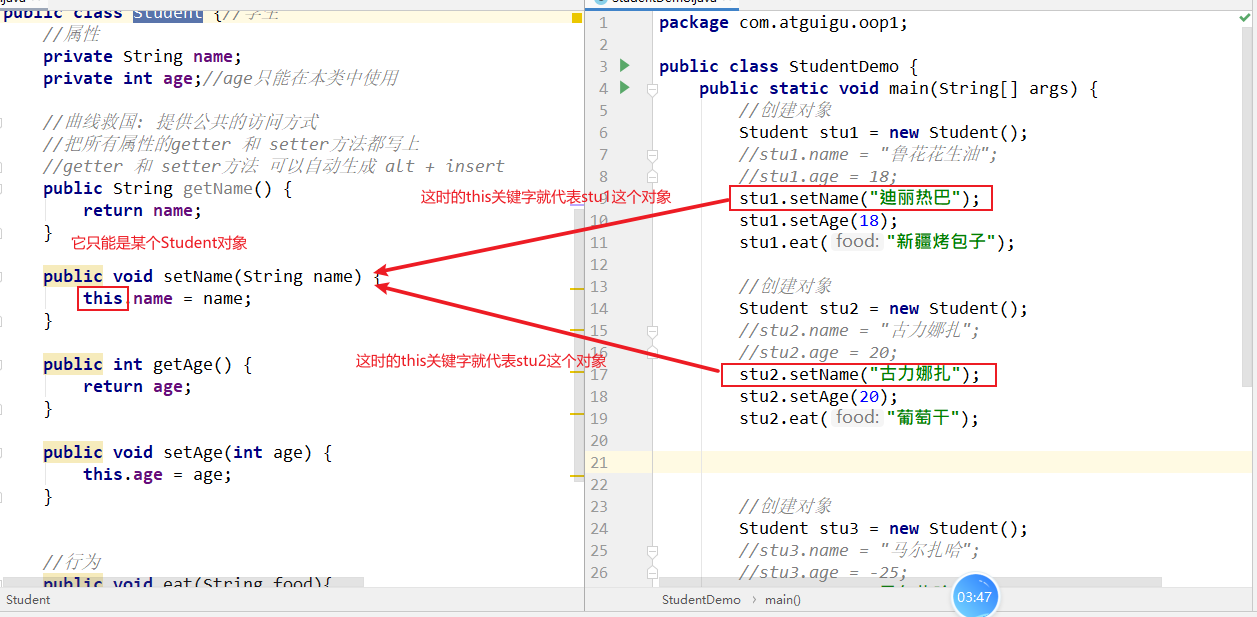 public class Student {//学生
//属性
private String name;
private int age;//age只能在本类中使用
//曲线救国: 提供公共的访问方式
//把所有属性的getter 和 setter方法都写上
//getter 和 setter方法 可以自动生成 alt + insert
public String getName() {
return name;
}
它只能是某个Student对象
public void setName(String name) {
this.name = name;
}
public int getAge() {
return age;
}
public void setAge(int age) {
this.age = age;
}
//行为
public void eat(String food){
Student
这时的this关键字就代表stu1这个对象
这时的this关键字就代表stu2这个对象
StudentDemo.java
1 package com.atguigu.oop1;
2
3 public class StudentDemo {
4 public static void main(String[] args) {
5 //创建对象
6 Student stu1 = new Student();
7 //stu1.name = "鲁花花生油";
8 //stu1.age = 18;
9 stu1.setName("迪丽热巴");
10 stu1.setAge(18);
11 stu1.eat( food: "新疆烤包子");
12
13 //创建对象
14 Student stu2 = new Student();
15 //stu2.name = "古力娜扎";
16 //stu2.age = 20;
17 stu2.setName("古力娜扎");
18 stu2.setAge(20);
19 stu2.eat( food: "葡萄干");
20
21
22
23 //创建对象
24 Student stu3 = new Student();
25 //stu3.name = "马尔扎哈";
26 //stu3.age = -25;
StudentDemo › main()
03:47